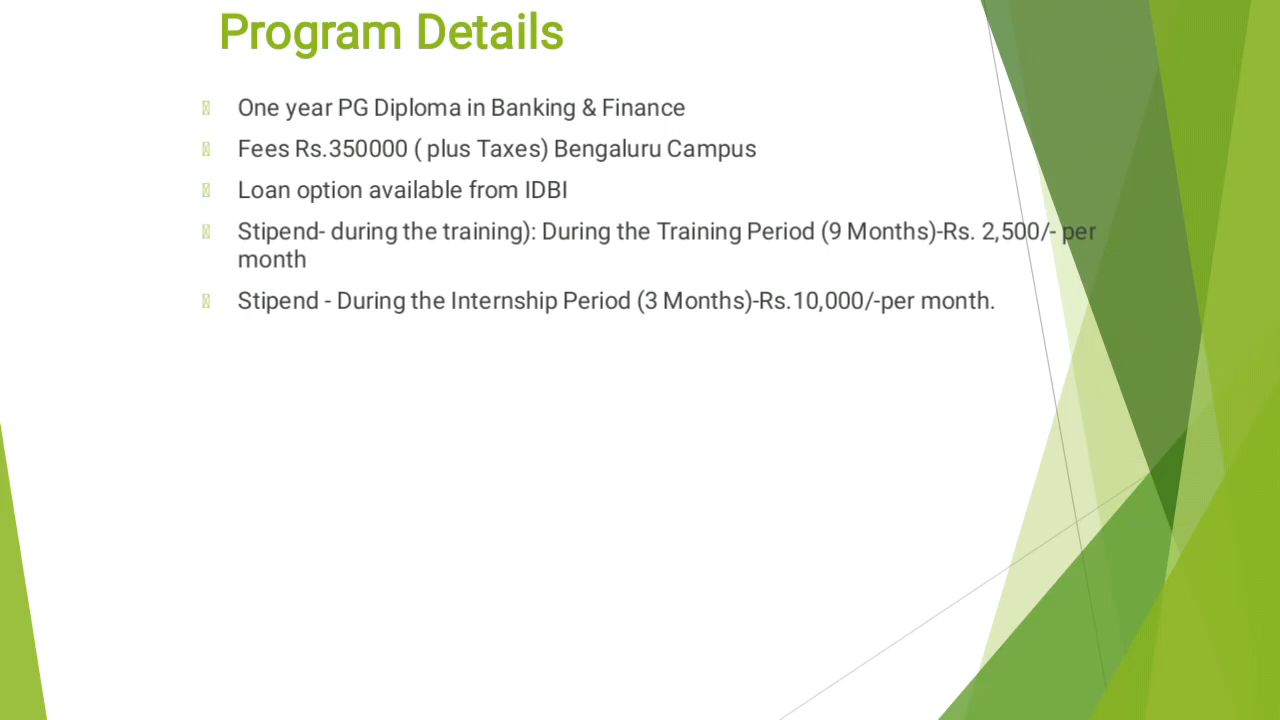 Program Details
One year PG Diploma in Banking & Finance
Fees Rs.350000 ( plus Taxes) Bengaluru Campus
Loan option available from IDBI
Stipend- during the training): During the Training Period (9 Months)-Rs. 2,500/- per
month
Stipend - During the Internship Period (3 Months)-Rs.10,000/-per month.